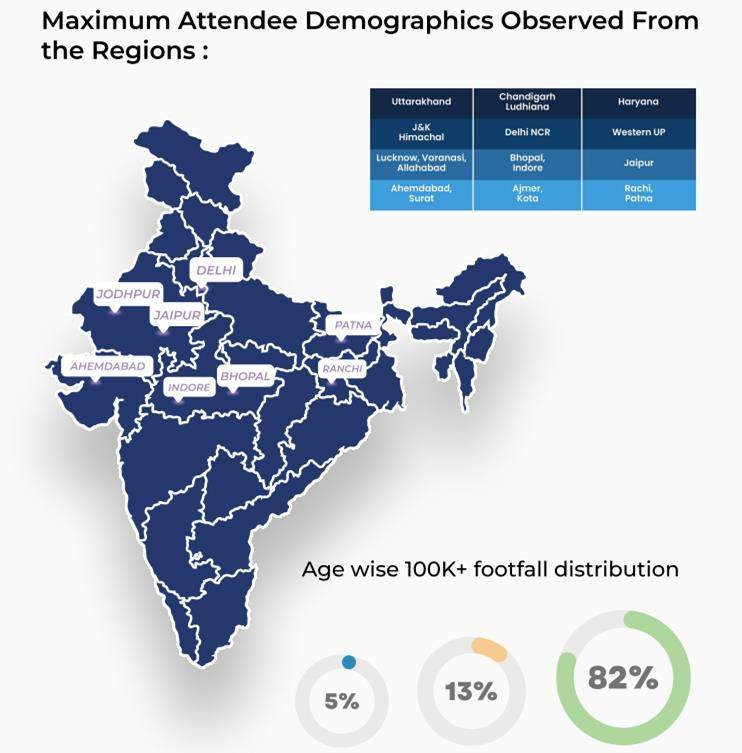 Maximum Attendee Demographics Observed From
the Regions :
Uttarakhand
Chandigarh
Ludhiana
Haryana
J&K
Himachal
Delhi NCR
Western UP
Lucknow, Varanasi,
Allahabad
Bhopal,
Indore
Jaipur
Ahemdabad,
Surat
Ajmer,
Kota
Rachi,
Patna
DELHI
JODHPUR
JAIPUR
PATNA
AHEMDABAD
INDORE
BHOPAL
RANCHI
Age wise 100K+ footfall distribution
5%
13%
82%